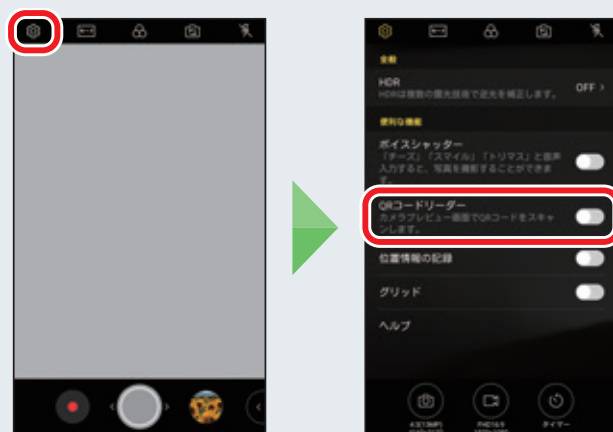 全般
HDR
HDRは複数の露光技術で逆光を補正します。
OFF
便利な機能
ボイスシャッター
「チーズ」「スマイル」「トリマス」と音声
入力すると、写真を撮影することができま
す。
QRコードリーダー
カメラプレビュー画面でQRコードをスキャ
ンします。
位置情報の記録
グリッド
ヘルプ
4:3(13MP)
FHD16:9
タイマー
1920x1080